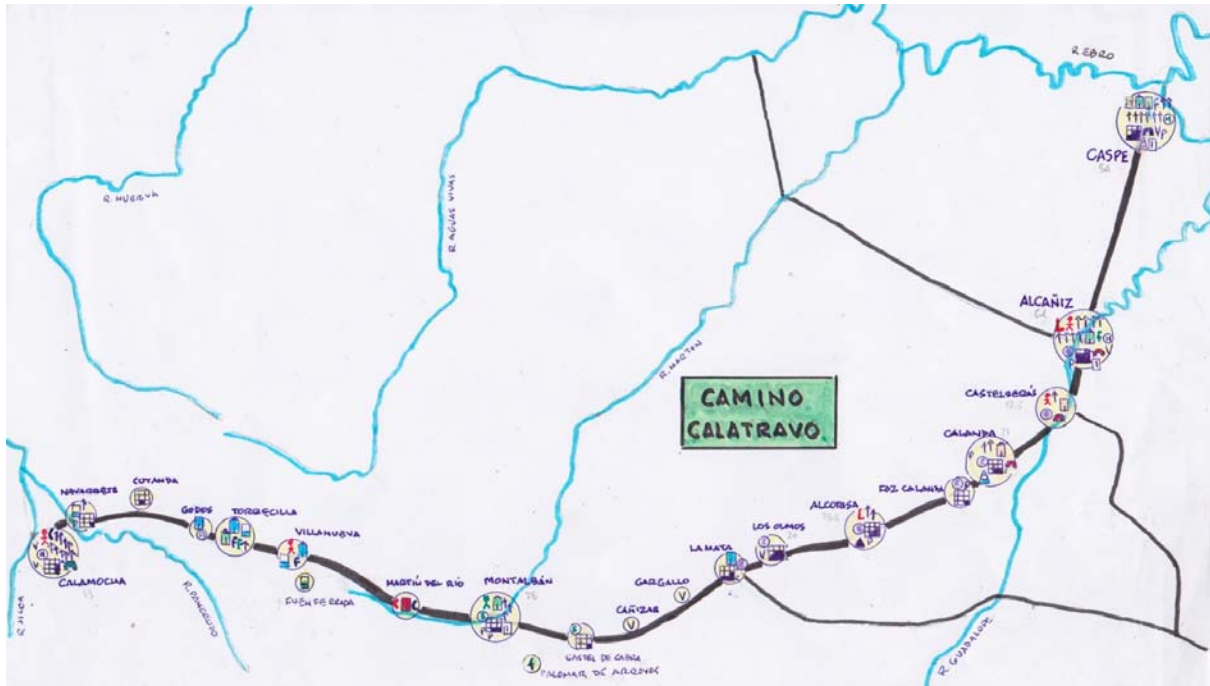 R. EBRO
CASPE
R. HUERVA
R. AGUAS VIVAS
ALCAÑIZ
R. MARTÍN
CAMINO
CALATRAVO
CASTELSERÁS
CALANDA
NAVARRETE
CUTANDA
GODOS
TORRECILLA
VILLANUEVA
FOZ CALANDA
ALCORISA
LOS OLMOS
LA MATA
CALAMOCHA
R. JILOCA
R. PANCRUDO
FUENFERRADA
MARTÍN DEL RÍO
MONTALBÁN
GARGALLO
CAÑIZAR
CASTEL DE CABRA
PALOMAR DE ARROYOS
R. GUADALOPE